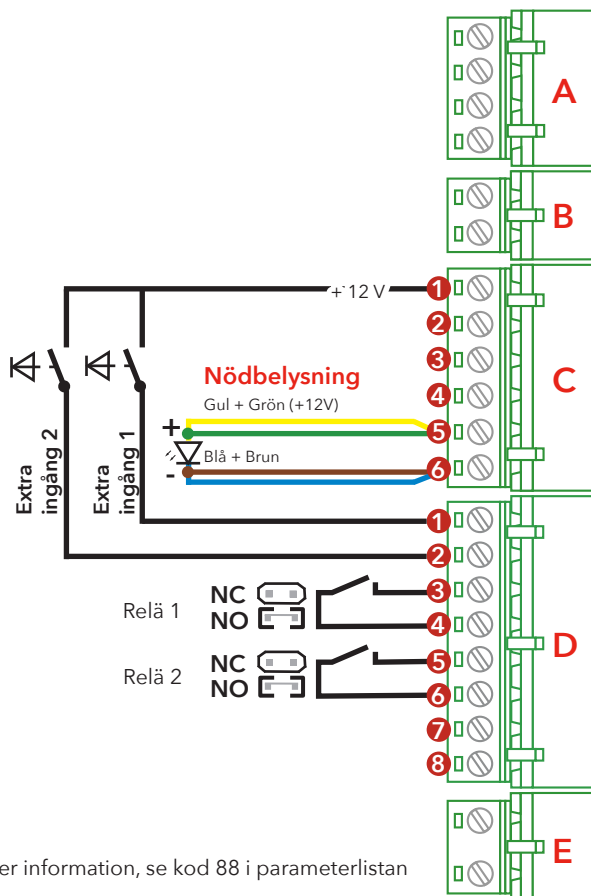 A
B
+ 12 V
1
2
3
4
5
6
C
Nödbelysning
Gul + Grön (+12V)
+
Blå + Brun
-
Extra
ingång 2
Extra
ingång 1
1
2
3
4
5
6
7
8
D
Relä 1
NC
NO
Relä 2
NC
NO
E
er information, se kod 88 i parameterlistan